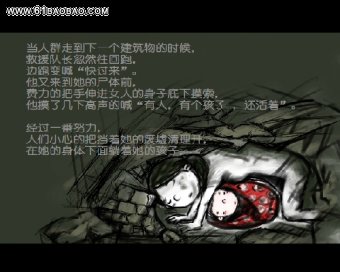 www.61BAOBAO.com
当人群走到下一个建筑物的时候,
救援队长忽然往回跑,
边跑变喊“快过来”。
他又来到她的尸体前,
费力的把手伸进女人的身子底下摸索,
他摸了几下高声的喊“有人,有个孩子 ,还活着”。
经过一番努力,
人们小心的把挡着她的废墟清理开,
在她的身体下面躺着她的孩子,
www.61BAOBAO.com